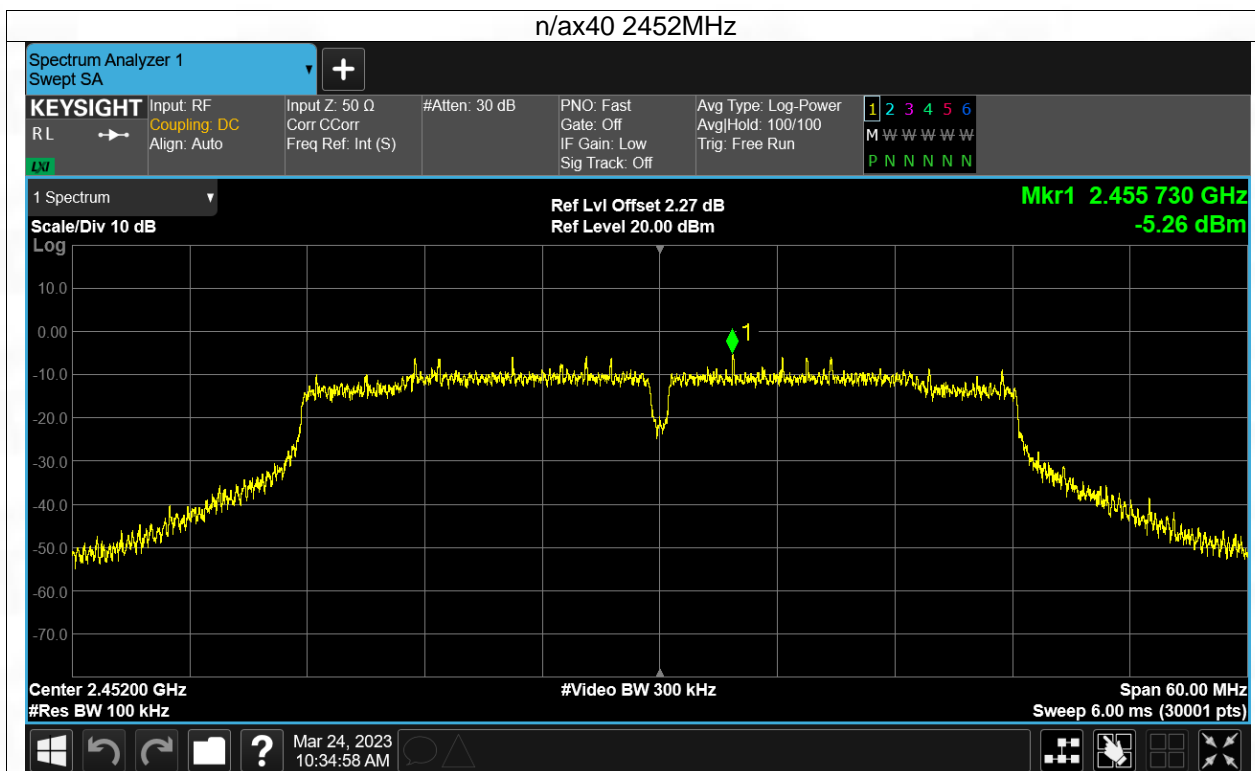 n/ax40 2452MHz
Spectrum Analyzer 1
Swept SA
KEYSIGHT
RL
LXI
Input: RF
Coupling: DC
Align: Auto
Input Z: 50 Ω
Corr CCorr
Freq Ref: Int (S)
#Atten: 30 dB
PNO: Fast
Gate: Off
IF Gain: Low
Sig Track: Off
Avg Type: Log-Power
Avg|Hold: 100/100
Trig: Free Run
1 2 3 4 5 6
M W W W W W
P N N N N N
1 Spectrum
Scale/Div 10 dB
Ref Lvl Offset 2.27 dB
Ref Level 20.00 dBm
Mkr1 2.455 730 GHz
-5.26 dBm
Log
10.0
0.00
-10.0
-20.0
-30.0
-40.0
-50.0
-60.0
-70.0
1
Center 2.45200 GHz
#Res BW 100 kHz
#Video BW 300 kHz
Span 60.00 MHz
Sweep 6.00 ms (30001 pts)
?
Mar 24, 2023
10:34:58 AM